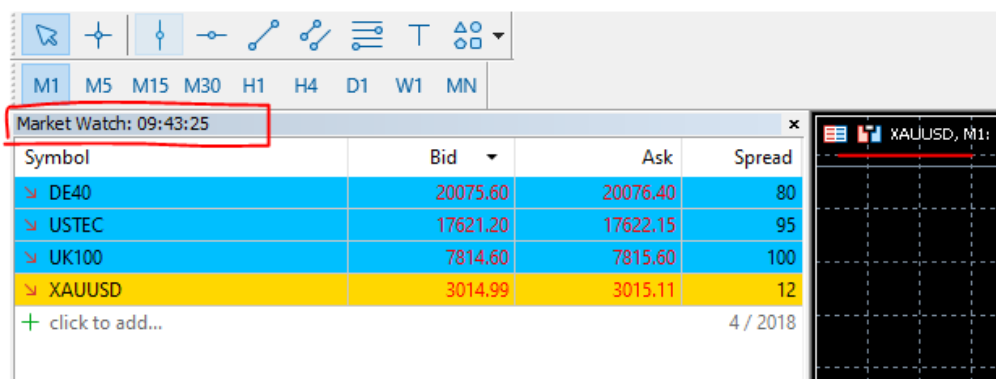 M1 M5 M15 M30 H1 H4 D1 W1 MN
Market Watch: 09:43:25
XAUUSD, M1:
Symbol Bid Ask Spread
DE40 20075.60 20076.40 80
USTEC 17621.20 17622.15 95
UK100 7814.60 7815.60 100
XAUUSD 3014.99 3015.11 12
click to add... 4 / 2018